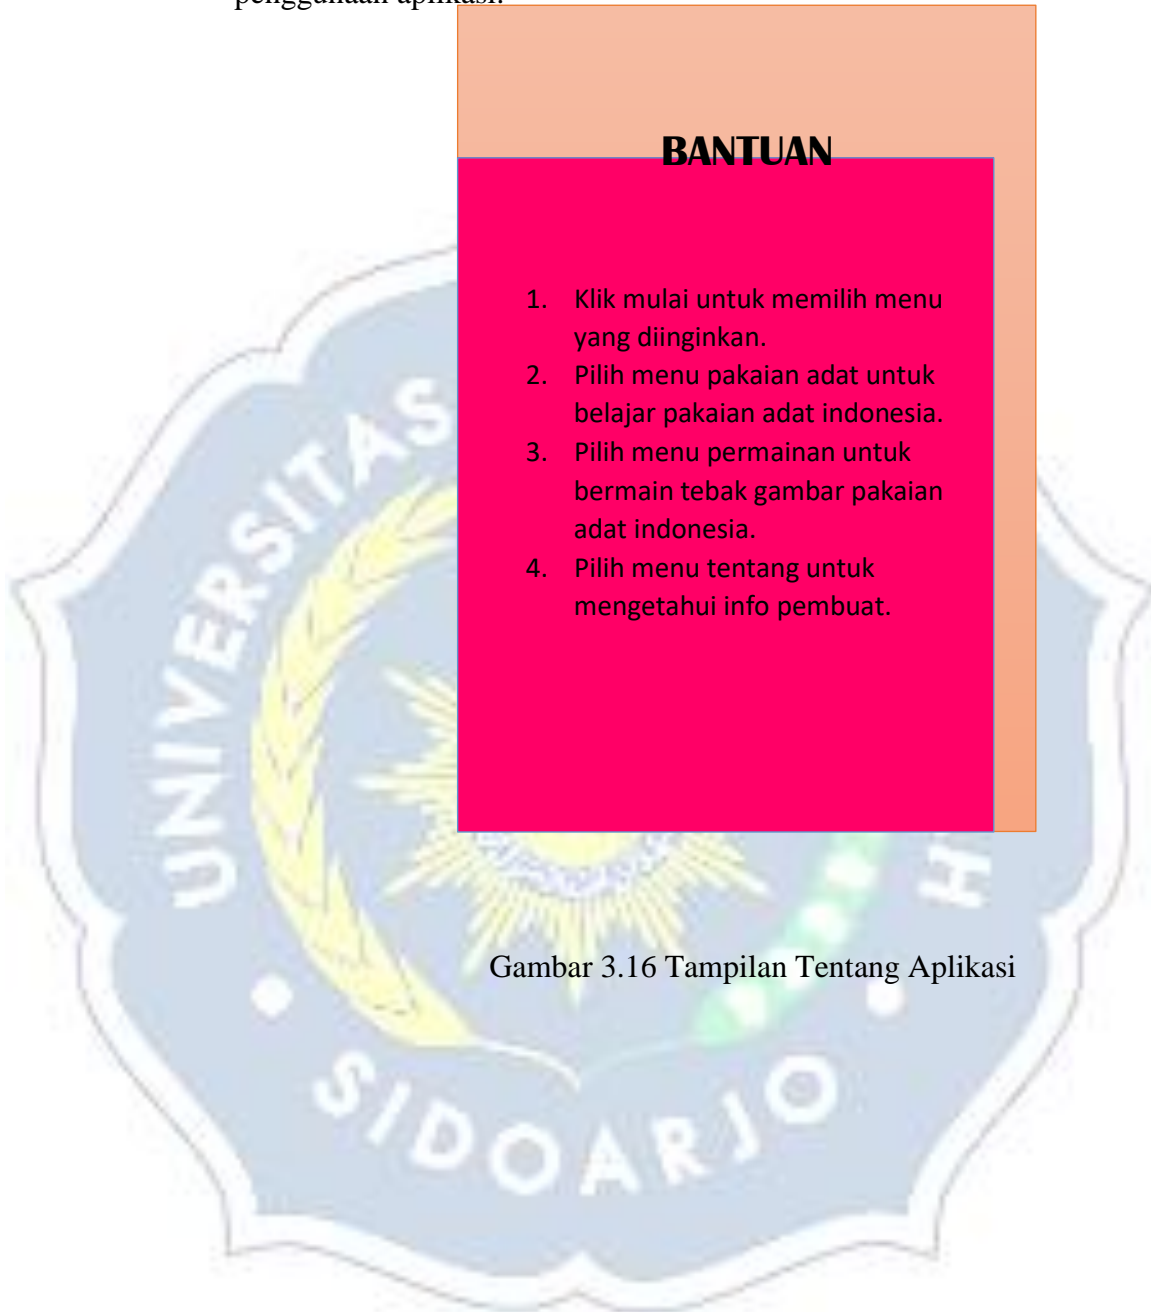 penggunaan aplikasi.
BANTUAN
1. Klik mulai untuk memilih menu
yang diinginkan.
2. Pilih menu pakaian adat untuk
belajar pakaian adat indonesia.
3. Pilih menu permainan untuk
bermain tebak gambar pakaian
adat indonesia.
4. Pilih menu tentang untuk
mengetahui info pembuat.
Gambar 3.16 Tampilan Tentang Aplikasi
UNIVERSITAS
H
SIDOARJO